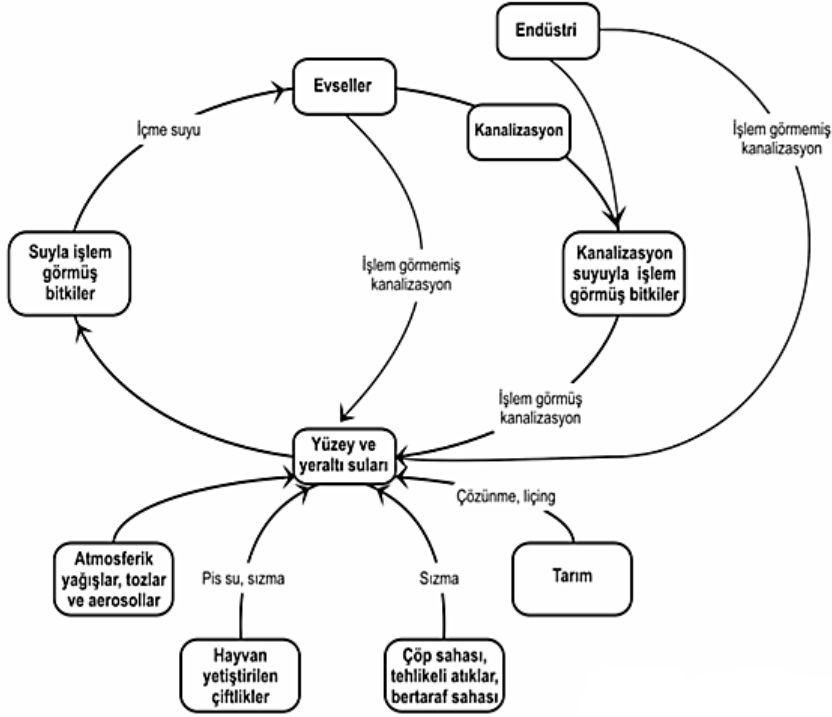 Endüstri
Evseller
Kanalizasyon
İçme suyu
İşlem görmemiş
kanalizasyon
Suyla işlem
görmüş
bitkiler
İşlem görmemiş
kanalizasyon
Kanalizasyon
suyuyla işlem
görmüş bitkiler
İşlem görmüş
kanalizasyon
Yüzey ve
yeraltı suları
Çözünme, liçing
Atmosferik
yağışlar, tozlar
ve aerosollar
Pis su, sızma
Sızma
Tarım
Hayvan
yetiştirilen
çiftlikler
Çöp sahası,
tehlikeli atıklar,
bertaraf sahası